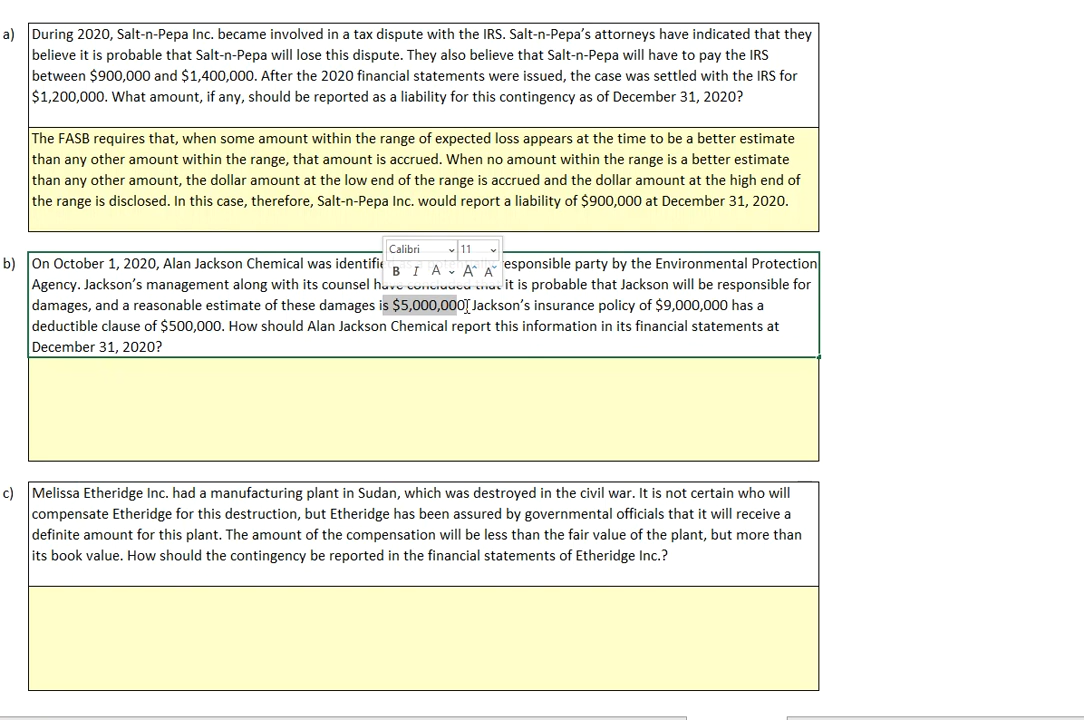 a) During 2020, Salt-n-Pepa Inc. became involved in a tax dispute with the IRS. Salt-n-Pepa's attorneys have indicated that they
believe it is probable that Salt-n-Pepa will lose this dispute. They also believe that Salt-n-Pepa will have to pay the IRS
between $900,000 and $1,400,000. After the 2020 financial statements were issued, the case was settled with the IRS for
$1,200,000. What amount, if any, should be reported as a liability for this contingency as of December 31, 2020?
The FASB requires that, when some amount within the range of expected loss appears at the time to be a better estimate
than any other amount within the range, that amount is accrued. When no amount within the range is a better estimate
than any other amount, the dollar amount at the low end of the range is accrued and the dollar amount at the high end of
the range is disclosed. In this case, therefore, Salt-n-Pepa Inc. would report a liability of $900,000 at December 31, 2020.
Calibri 11
B I A A A
b) On October 1, 2020, Alan Jackson Chemical was identifie esponsible party by the Environmental Protection
Agency. Jackson's management along with its counsel have concluded that it is probable that Jackson will be responsible for
damages, and a reasonable estimate of these damages is $5,000,000. Jackson's insurance policy of $9,000,000 has a
deductible clause of $500,000. How should Alan Jackson Chemical report this information in its financial statements at
December 31, 2020?
c) Melissa Etheridge Inc. had a manufacturing plant in Sudan, which was destroyed in the civil war. It is not certain who will
compensate Etheridge for this destruction, but Etheridge has been assured by governmental officials that it will receive a
definite amount for this plant. The amount of the compensation will be less than the fair value of the plant, but more than
its book value. How should the contingency be reported in the financial statements of Etheridge Inc.?